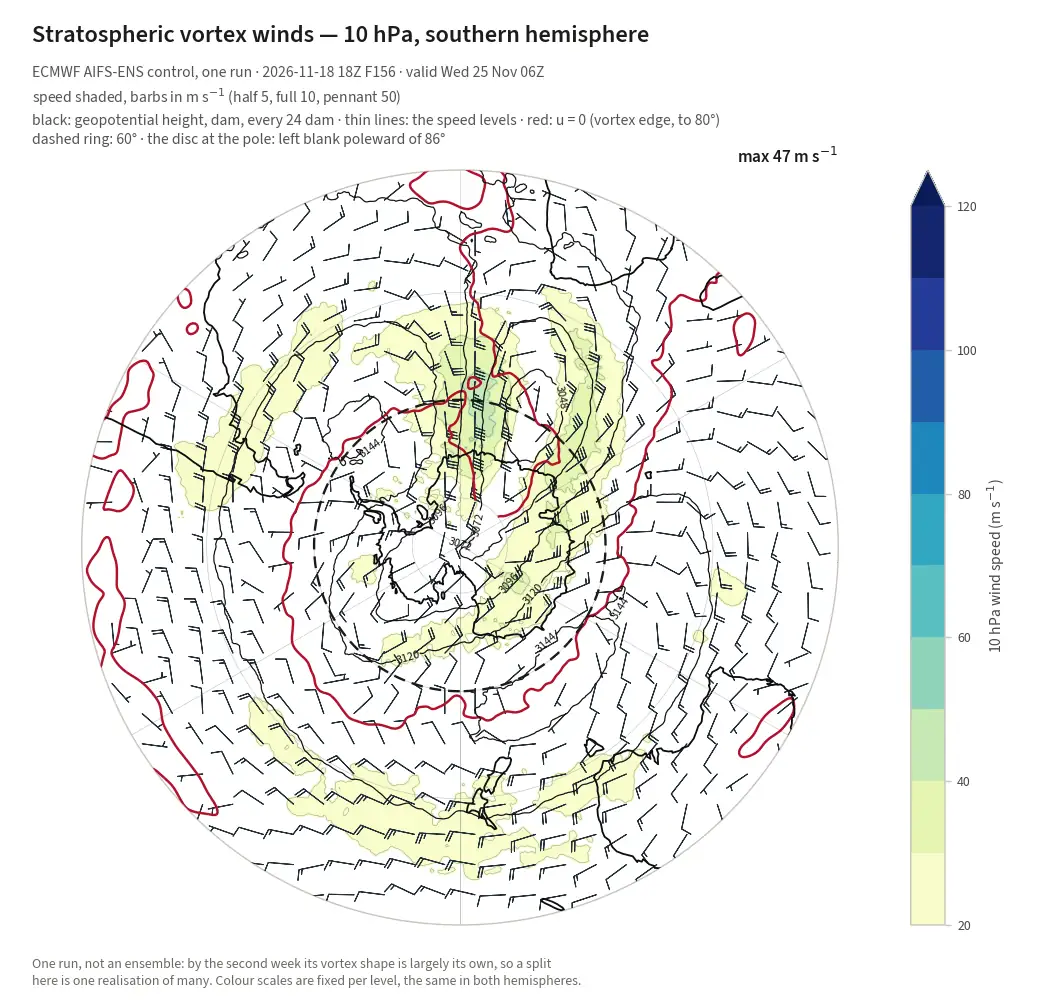 Stratospheric vortex winds — 10 hPa, southern hemisphere
ECMWF AIFS-ENS control, one run · 2026-11-18 18Z F156 · valid Wed 25 Nov 06Z
speed shaded, barbs in m s⁻¹ (half 5, full 10, pennant 50)
black: geopotential height, dam, every 24 dam · thin lines: the speed levels · red: u = 0 (vortex edge, to 80°)
dashed ring: 60° · the disc at the pole: left blank poleward of 86°
max 47 m s⁻¹
120
100
80
60
40
20
10 hPa wind speed (m s⁻¹)
3048
3144
3096
3072
3072
3096
3120
3144
3144
3120
One run, not an ensemble: by the second week its vortex shape is largely its own, so a split
here is one realisation of many. Colour scales are fixed per level, the same in both hemispheres.